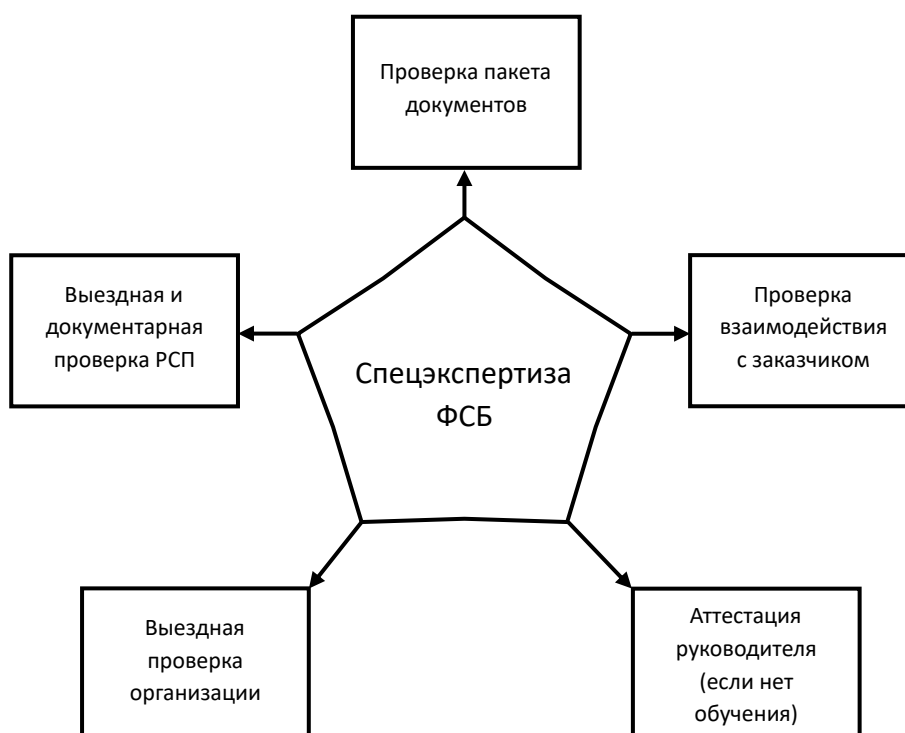 Проверка пакета
документов
Выездная и
документарная
проверка РСП
Проверка
взаимодействия
с заказчиком
Спецэкспертиза
ФСБ
Выездная
проверка
организации
Аттестация
руководителя
(если нет
обучения)